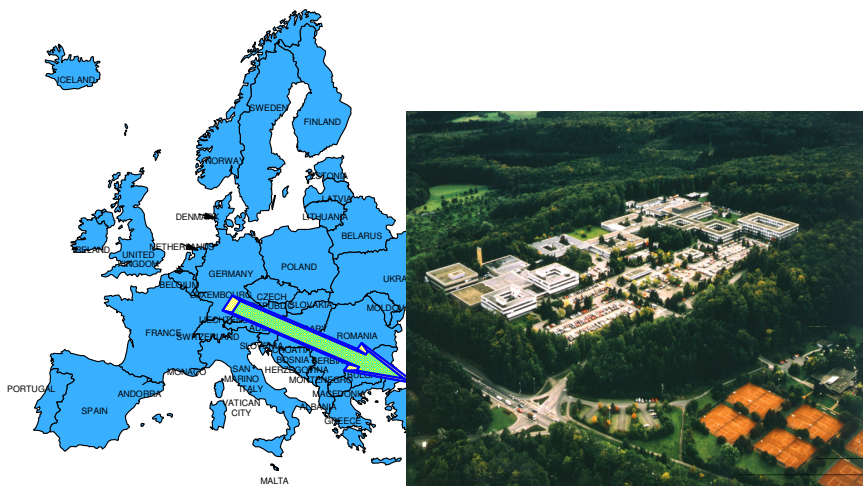 ICELAND
SWEDEN
FINLAND
NORWAY
ESTONIA
LATVIA
DENMARK
LITHUANIA
NETHERLANDS
IRELAND
UNITED
KINGDOM
BELARUS
BELGIUM
GERMANY
POLAND
UKRA
LUXEMBOURG
CZECH
SLOVAKIA
MOLDOV
FRANCE
SWITZERLAND
ROMANIA
MONACO
BOSNIA
HERZEGOVINA
SAN
MARINO
ITALY
MONTENEGRO
PORTUGAL
ANDORRA
SPAIN
VATICAN
CITY
MACEDONIA
ALBANIA
GREECE
MALTA